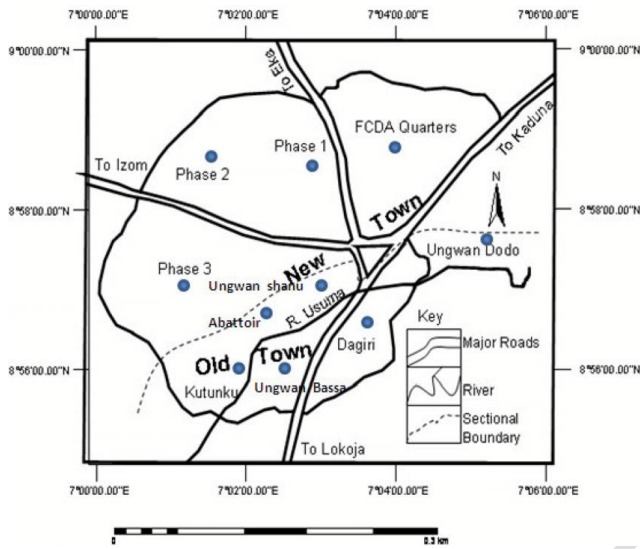 7°00'00.00"E 7°02'00.00"E 7°04'00.00"E 7°06'00.00"E
9°00'00.00"N 9°00'00.00"N
To Eka
FCDA Quarters
To Kaduna
Phase 1
Phase 2
To Izom
N
8°58'00.00"N 8°58'00.00"N
Town
Ungwan Dodo
New
Phase 3
Ungwan shanu
R. Usuma
Abattoir
Dagiri
Key
Major Roads
Old Town
8°56'00.00"N 8°56'00.00"N
Kutunku
Ungwan Bassa
River
Sectional
Boundary
To Lokoja
7°00'00.00"E 7°02'00.00"E 7°04'00.00"E 7°06'00.00"E
0 0.3 km